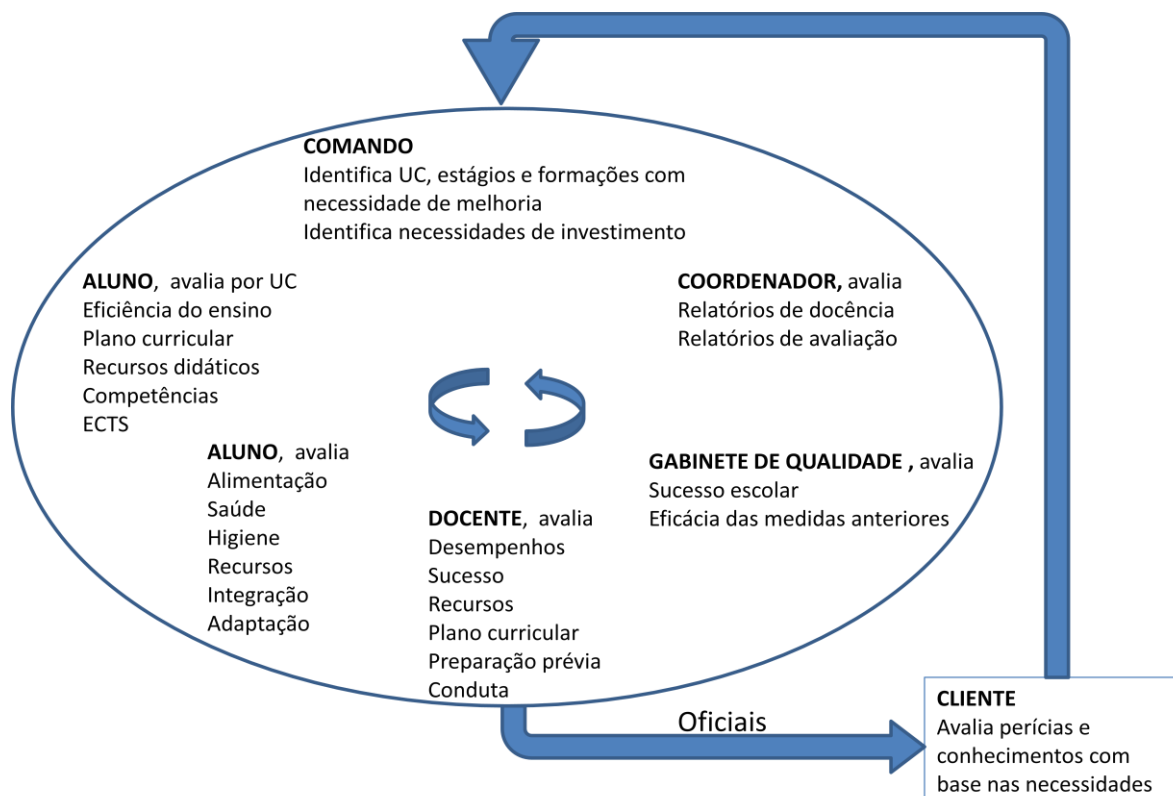 COMANDO
Identifica UC, estágios e formações com
necessidade de melhoria
Identifica necessidades de investimento
ALUNO, avalia por UC
Eficiência do ensino
Plano curricular
Recursos didáticos
Competências
ECTS
COORDENADOR, avalia
Relatórios de docência
Relatórios de avaliação
ALUNO, avalia
Alimentação
Saúde
Higiene
Recursos
Integração
Adaptação
DOCENTE, avalia
Desempenhos
Sucesso
Recursos
Plano curricular
Preparação prévia
Conduta
GABINETE DE QUALIDADE , avalia
Sucesso escolar
Eficácia das medidas anteriores
Oficiais
CLIENTE
Avalia perícias e
conhecimentos com
base nas necessidades